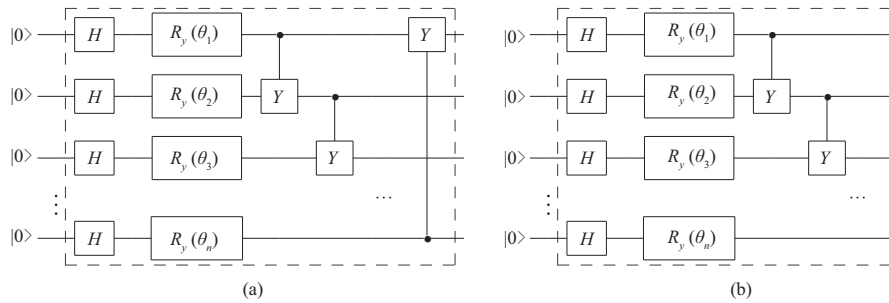 |0> H R_y(θ_1) Y |0> H R_y(θ_1)
|0> H R_y(θ_2) Y |0> H R_y(θ_2) Y
|0> H R_y(θ_3) Y |0> H R_y(θ_3) Y
⋮ ... ⋮ ...
|0> H R_y(θ_n) |0> H R_y(θ_n)
(a) (b)